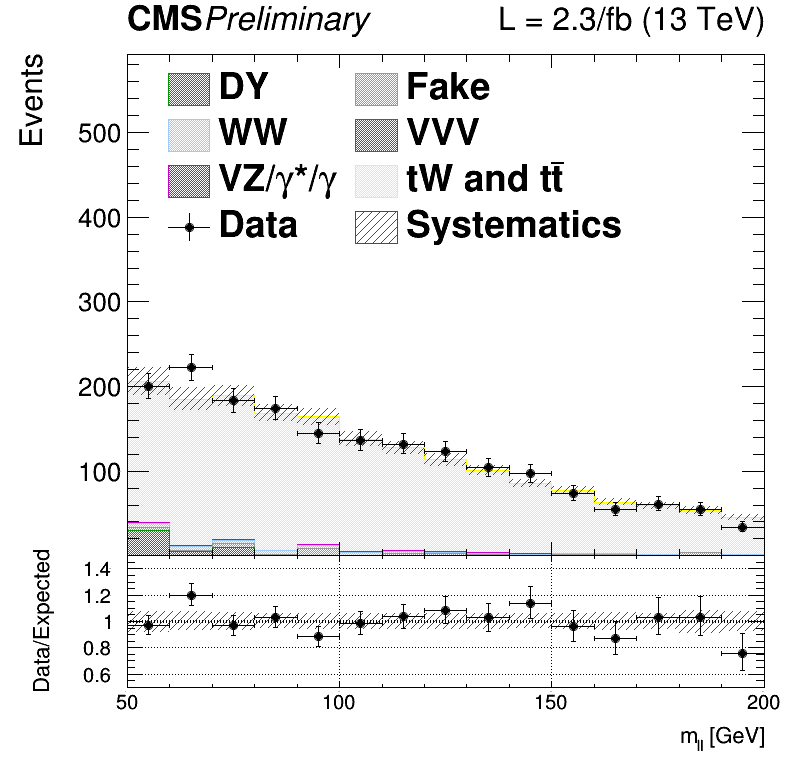 CMS Preliminary L = 2.3/fb (13 TeV)
Events
500
400
300
200
100
DY Fake
WW VVV
VZ/γ*/γ tW and tt̄
Data Systematics
Data/Expected
1.4
1.2
1
0.8
0.6
50 100 150 200
m_ll [GeV]